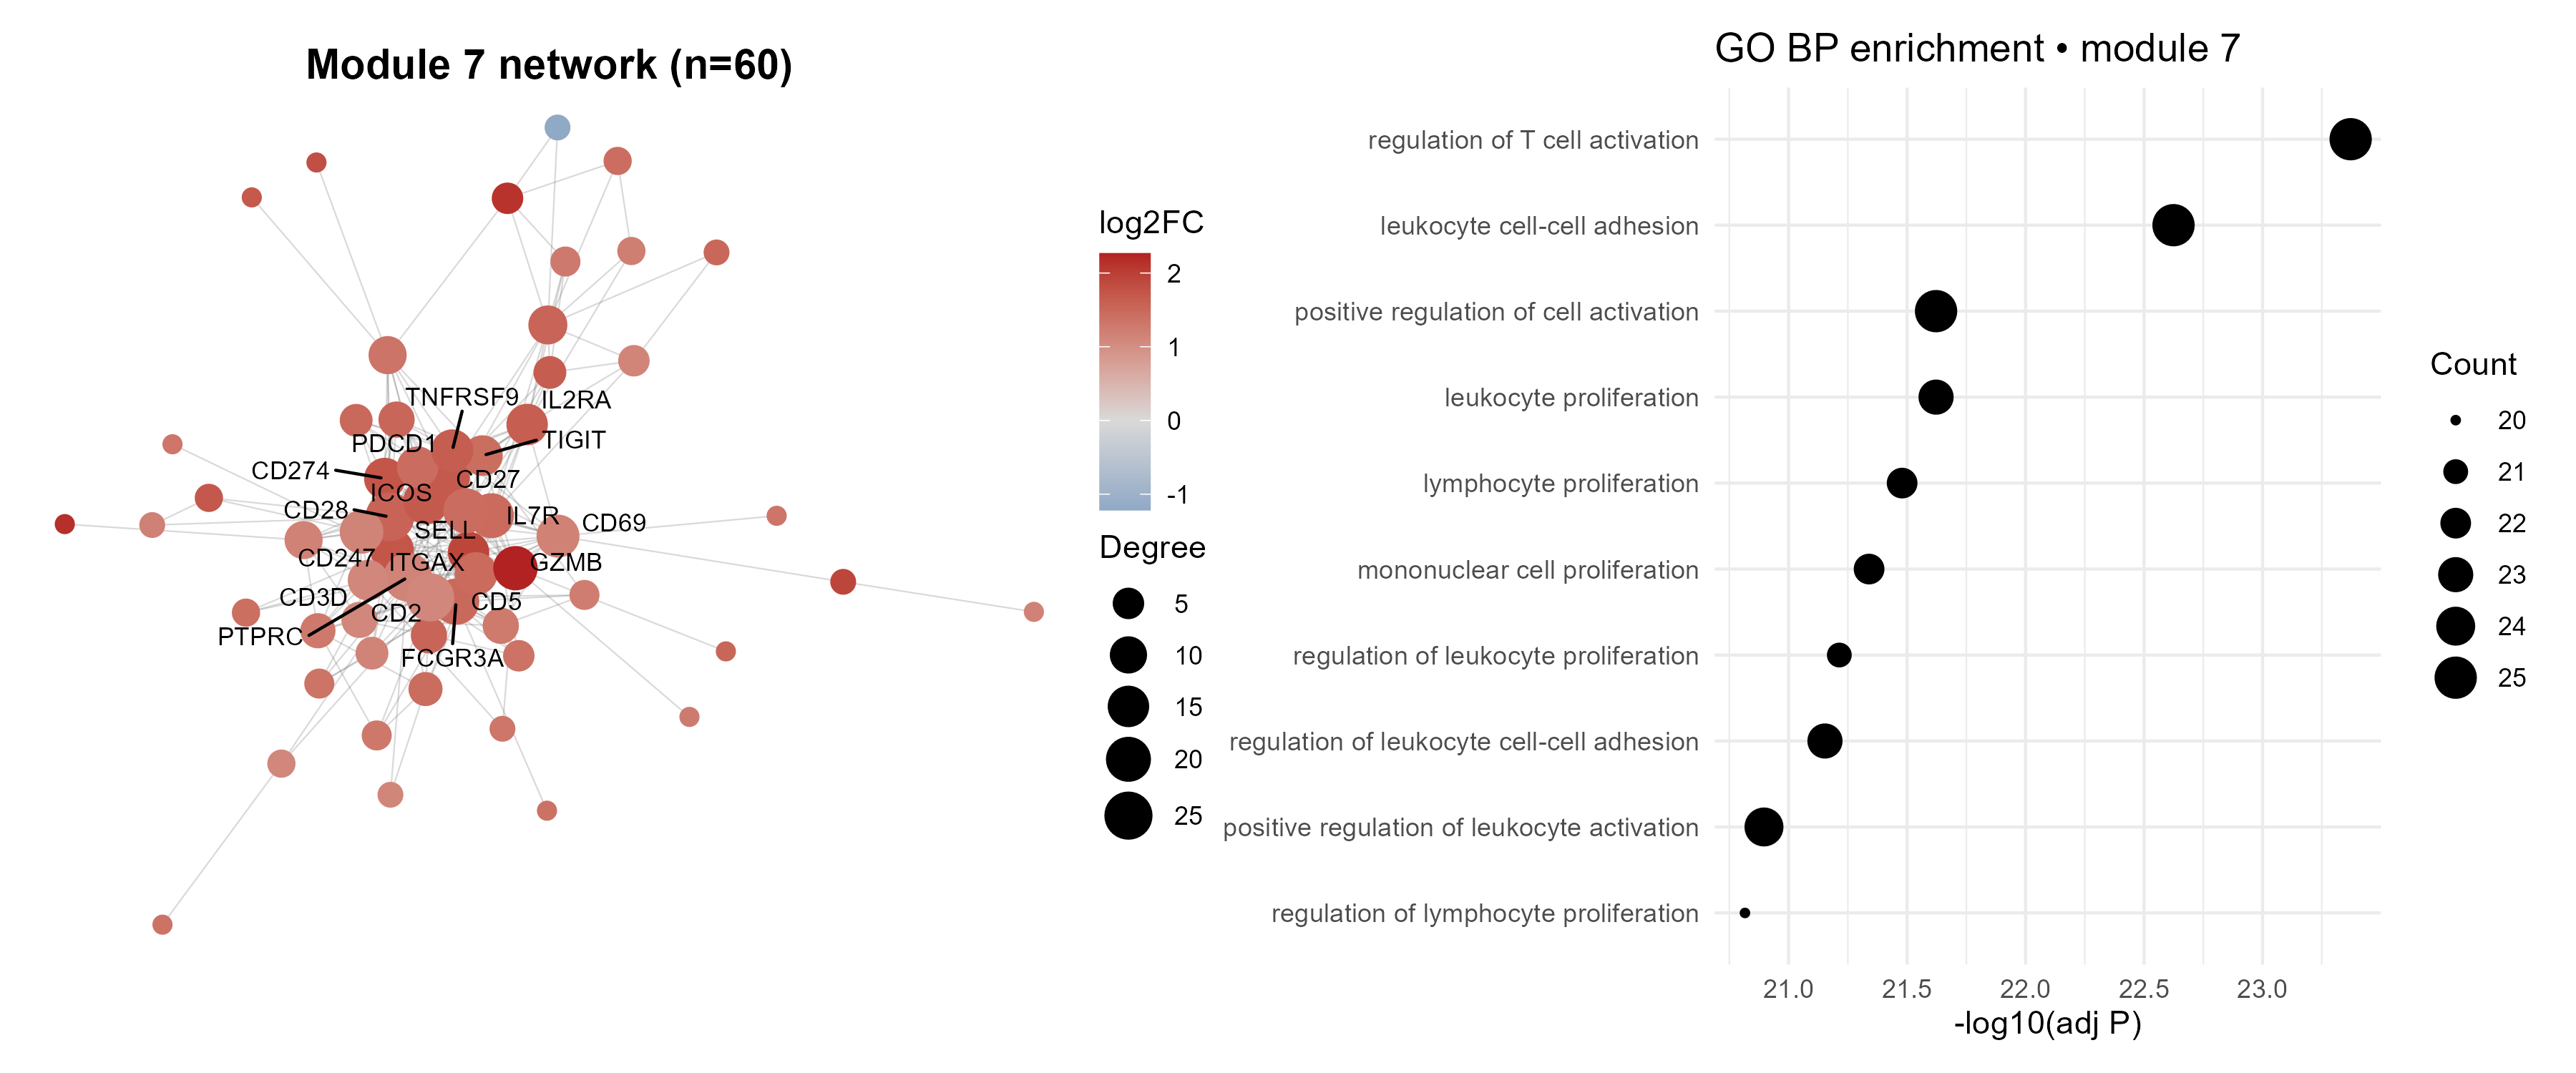 Module 7 network (n=60)
TNFRSF9
IL2RA
PDCD1
TIGIT
CD274
CD27
ICOS
CD28
IL7R
CD69
SELL
CD247
ITGAX
GZMB
CD3D
CD5
CD2
PTPRC
FCGR3A
log2FC
2
1
0
-1
Degree
5
10
15
20
25
GO BP enrichment • module 7
regulation of T cell activation
leukocyte cell-cell adhesion
positive regulation of cell activation
leukocyte proliferation
lymphocyte proliferation
mononuclear cell proliferation
regulation of leukocyte proliferation
regulation of leukocyte cell-cell adhesion
positive regulation of leukocyte activation
regulation of lymphocyte proliferation
21.0 21.5 22.0 22.5 23.0
-log10(adj P)
Count
20
21
22
23
24
25